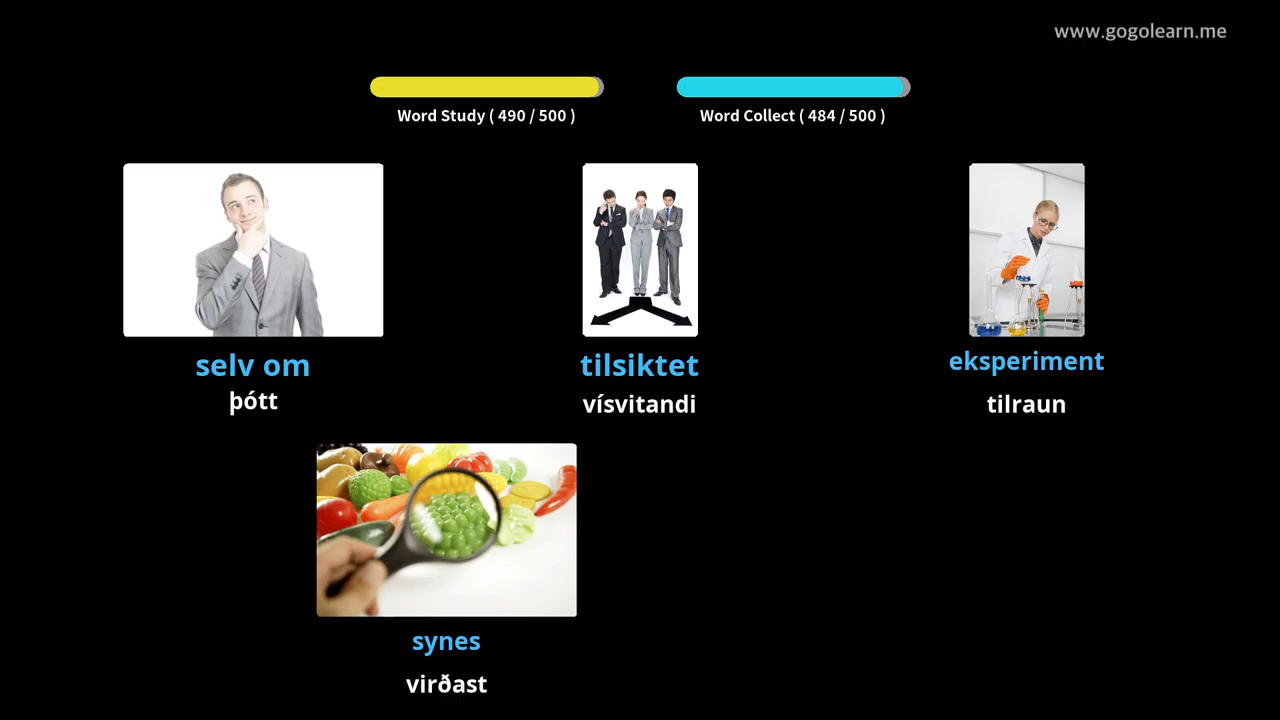 www.gogolearn.me
Word Study ( 490 / 500 )
Word Collect ( 484 / 500 )
selv om
þótt
tilsiktet
vísvitandi
eksperiment
tilraun
synes
virðast